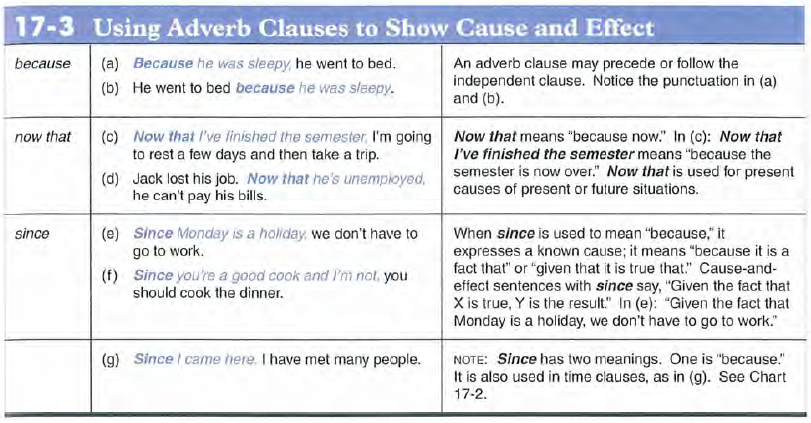 17-3 Using Adverb Clauses to Show Cause and Effect
because
(a) Because he was sleepy, he went to bed.
(b) He went to bed because he was sleepy.
An adverb clause may precede or follow the
independent clause. Notice the punctuation in (a)
and (b).
now that
(c) Now that I've finished the semester, I'm going
to rest a few days and then take a trip.
(d) Jack lost his job. Now that he's unemployed,
he can't pay his bills.
Now that means "because now." In (c): Now that
I've finished the semester means "because the
semester is now over." Now that is used for present
causes of present or future situations.
since
(e) Since Monday is a holiday, we don't have to
go to work.
(f) Since you're a good cook and I'm not, you
should cook the dinner.
When since is used to mean "because," it
expresses a known cause; it means "because it is a
fact that" or "given that it is true that." Cause-and-
effect sentences with since say, "Given the fact that
X is true, Y is the result." In (e): "Given the fact that
Monday is a holiday, we don't have to go to work."
(g) Since I came here, I have met many people.
NOTE: Since has two meanings. One is "because."
It is also used in time clauses, as in (g). See Chart
17-2.